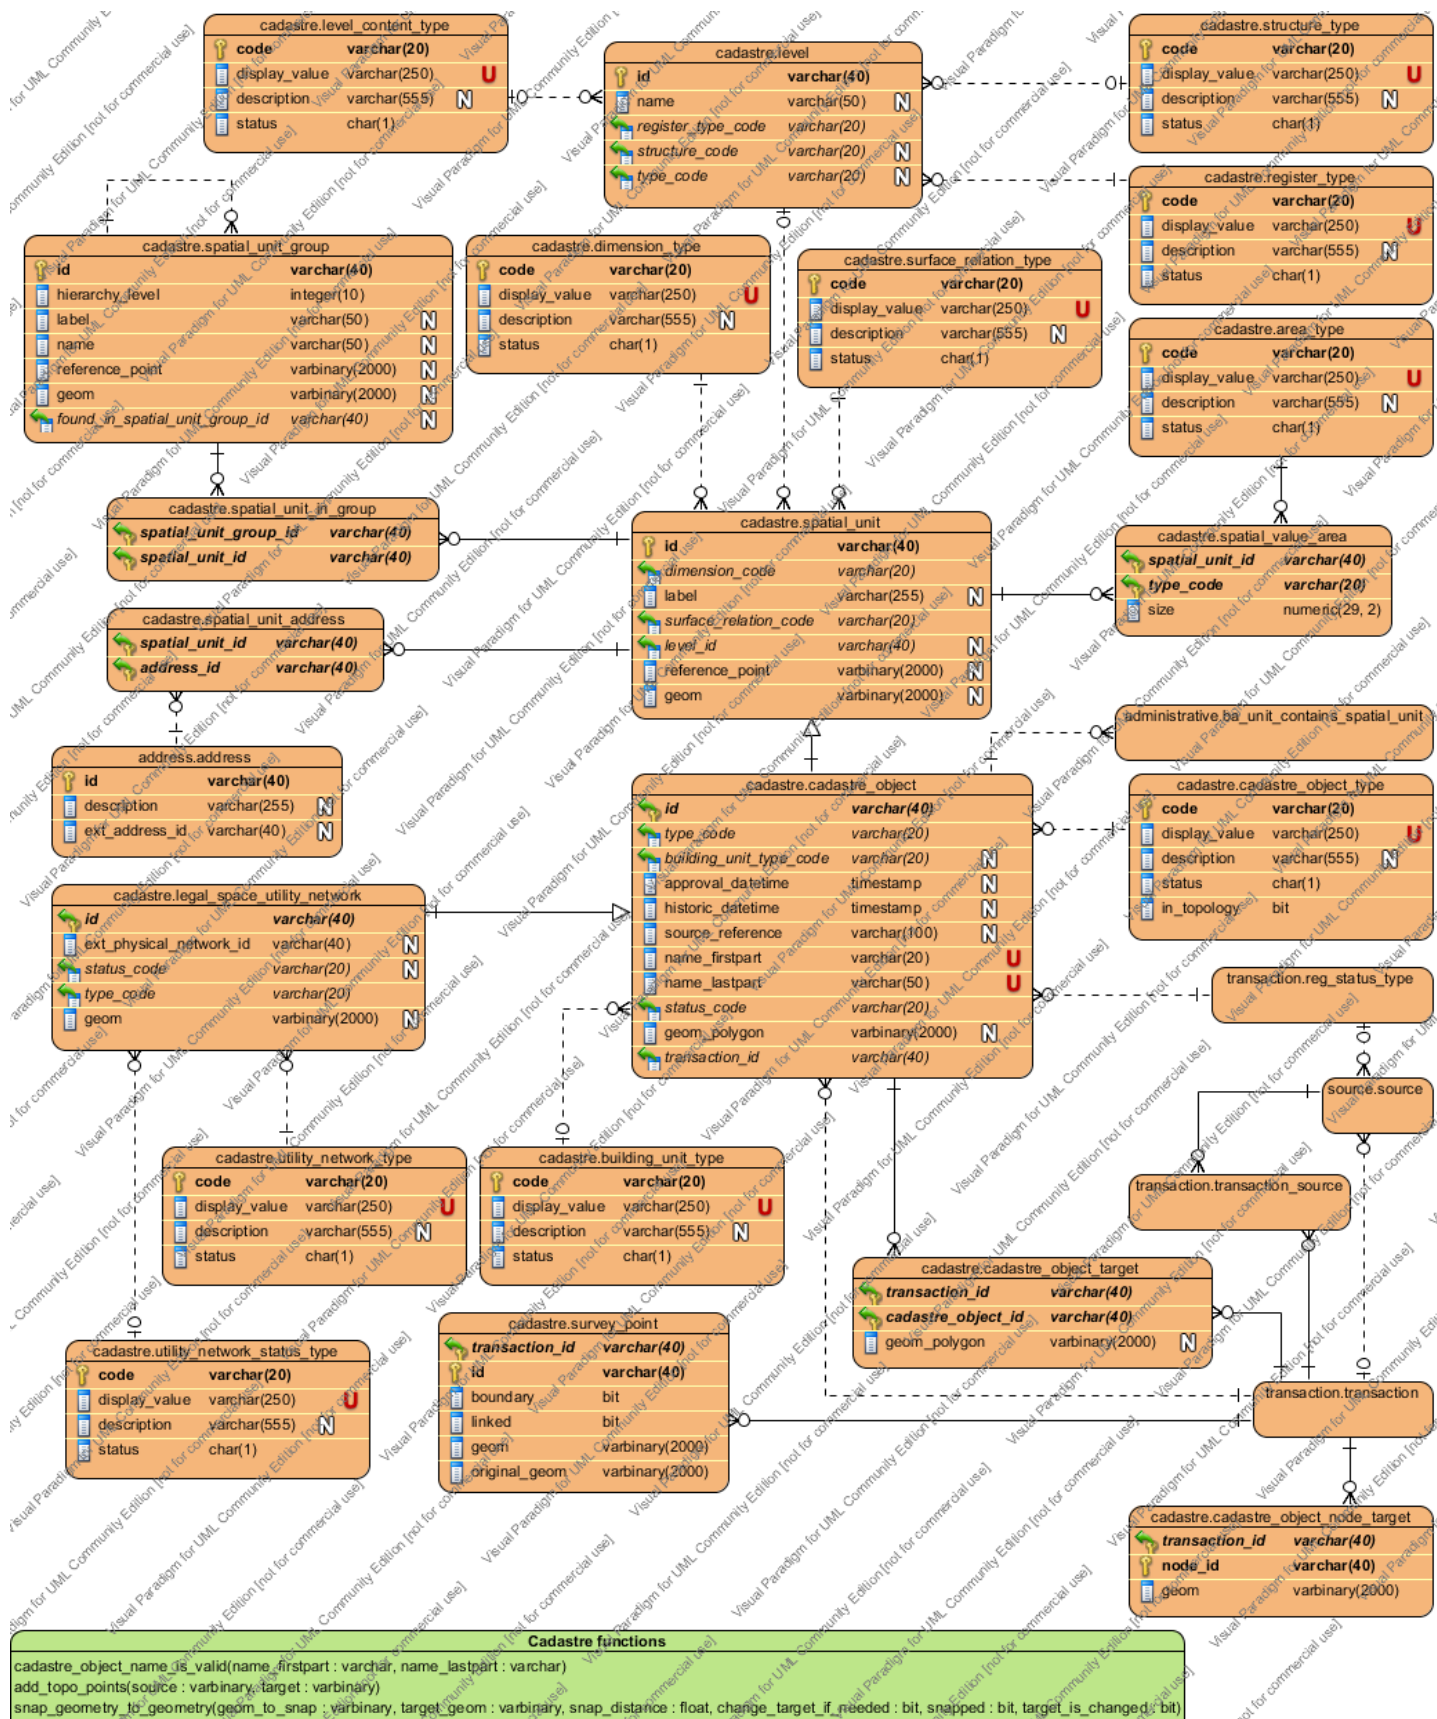 cadastre.level_content_type
code varchar(20)
display_value varchar(250) U
description varchar(555) N
status char(1)
cadastre.level
id varchar(40)
name varchar(50) N
register_type_code varchar(20)
structure_code varchar(20) N
type_code varchar(20) N
cadastre.structure_type
code varchar(20)
display_value varchar(250) U
description varchar(555) N
status char(1)
cadastre.register_type
code varchar(20)
display_value varchar(250) U
description varchar(555) N
status char(1)
cadastre.spatial_unit_group
id varchar(40)
hierarchy_level integer(10)
label varchar(50) N
name varchar(50) N
reference_point varbinary(2000) N
geom varbinary(2000) N
found_in_spatial_unit_group_id varchar(40) N
cadastre.dimension_type
code varchar(20)
display_value varchar(250) U
description varchar(555) N
status char(1)
cadastre.surface_relation_type
code varchar(20)
display_value varchar(250) U
description varchar(555) N
status char(1)
cadastre.area_type
code varchar(20)
display_value varchar(250) U
description varchar(555) N
status char(1)
cadastre.spatial_unit_in_group
spatial_unit_group_id varchar(40)
spatial_unit_id varchar(40)
cadastre.spatial_unit
id varchar(40)
dimension_code varchar(20)
label varchar(255) N
surface_relation_code varchar(20)
level_id varchar(40) N
reference_point varbinary(2000) N
geom varbinary(2000) N
cadastre.spatial_value_area
spatial_unit_id varchar(40)
type_code varchar(20)
size numeric(29, 2)
cadastre.spatial_unit_address
spatial_unit_id varchar(40)
address_id varchar(40)
administrative.ba_unit_contains_spatial_unit
address.address
id varchar(40)
description varchar(255) N
ext_address_id varchar(40) N
cadastre.cadastre_object
id varchar(40)
type_code varchar(20)
building_unit_type_code varchar(20) N
approval_datetime timestamp N
historic_datetime timestamp N
source_reference varchar(100) N
name_firstpart varchar(20) U
name_lastpart varchar(50) U
status_code varchar(20)
geom_polygon varbinary(2000) N
transaction_id varchar(40)
cadastre.cadastre_object_type
code varchar(20)
display_value varchar(250) U
description varchar(555) N
status char(1)
in_topology bit
cadastre.legal_space_utility_network
id varchar(40)
ext_physical_network_id varchar(40) N
status_code varchar(20) N
type_code varchar(20)
geom varbinary(2000) N
transaction.reg_status_type
source.source
cadastre.utility_network_type
code varchar(20)
display_value varchar(250) U
description varchar(555) N
status char(1)
cadastre.building_unit_type
code varchar(20)
display_value varchar(250) U
description varchar(555) N
status char(1)
transaction.transaction_source
cadastre.cadastre_object_target
transaction_id varchar(40)
cadastre_object_id varchar(40)
geom_polygon varbinary(2000) N
cadastre.survey_point
transaction_id varchar(40)
id varchar(40)
boundary bit
linked bit
geom varbinary(2000)
original_geom varbinary(2000)
cadastre.utility_network_status_type
code varchar(20)
display_value varchar(250) U
description varchar(555) N
status char(1)
transaction.transaction
cadastre.cadastre_object_node_target
transaction_id varchar(40)
node_id varchar(40)
geom varbinary(2000)
Cadastre functions
cadastre_object_name_is_valid(name_firstpart : varchar, name_lastpart : varchar)
add_topo_points(source : varbinary, target : varbinary)
snap_geometry_to_geometry(geom_to_snap : varbinary, target_geom : varbinary, snap_distance : float, change_target_if_needed : bit, snapped : bit, target_is_changed : bit)
Visual Paradigm for UML Community Edition [not for commercial use]